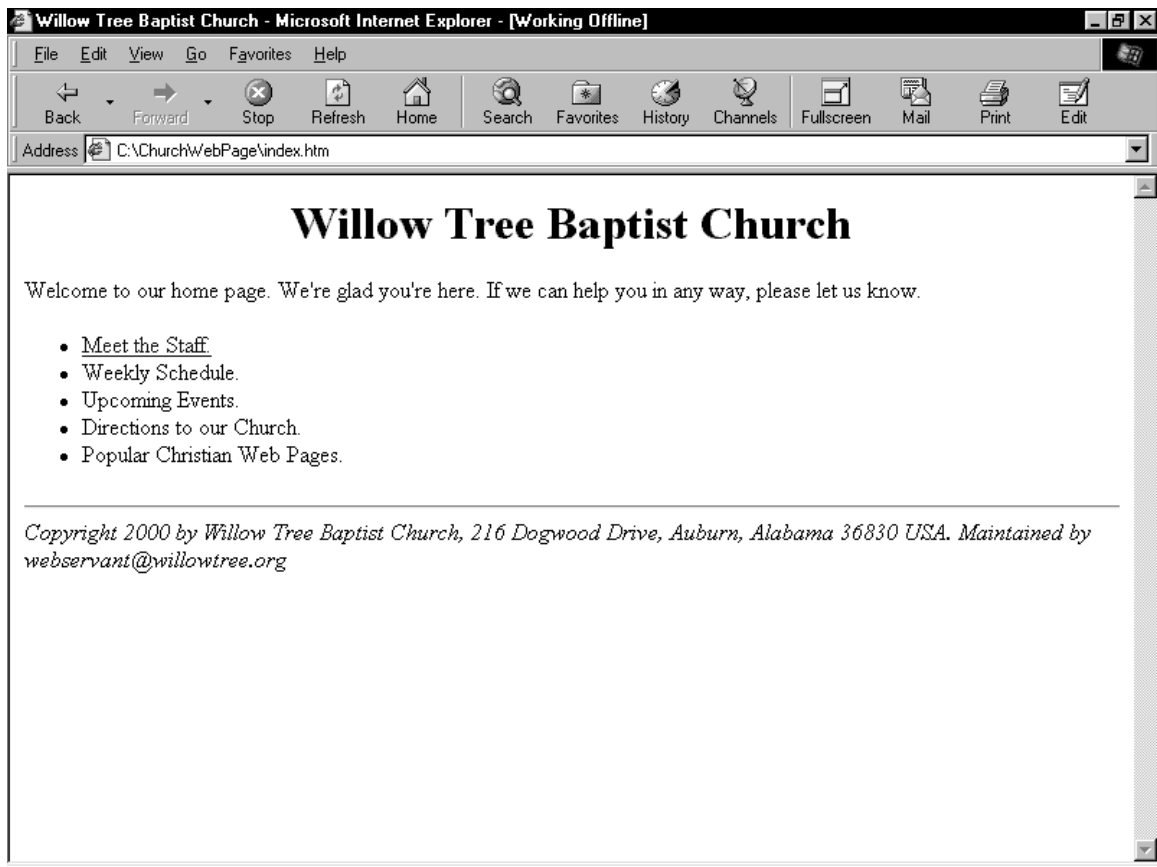 Willow Tree Baptist Church - Microsoft Internet Explorer - [Working Offline]
File Edit View Go Favorites Help
Back Forward Stop Refresh Home Search Favorites History Channels Fullscreen Mail Print Edit
Address C:\ChurchWebPage\index.htm
Willow Tree Baptist Church
Welcome to our home page. We're glad you're here. If we can help you in any way, please let us know.
• Meet the Staff.
• Weekly Schedule.
• Upcoming Events.
• Directions to our Church.
• Popular Christian Web Pages.
Copyright 2000 by Willow Tree Baptist Church, 216 Dogwood Drive, Auburn, Alabama 36830 USA. Maintained by
webservant@willowtree.org